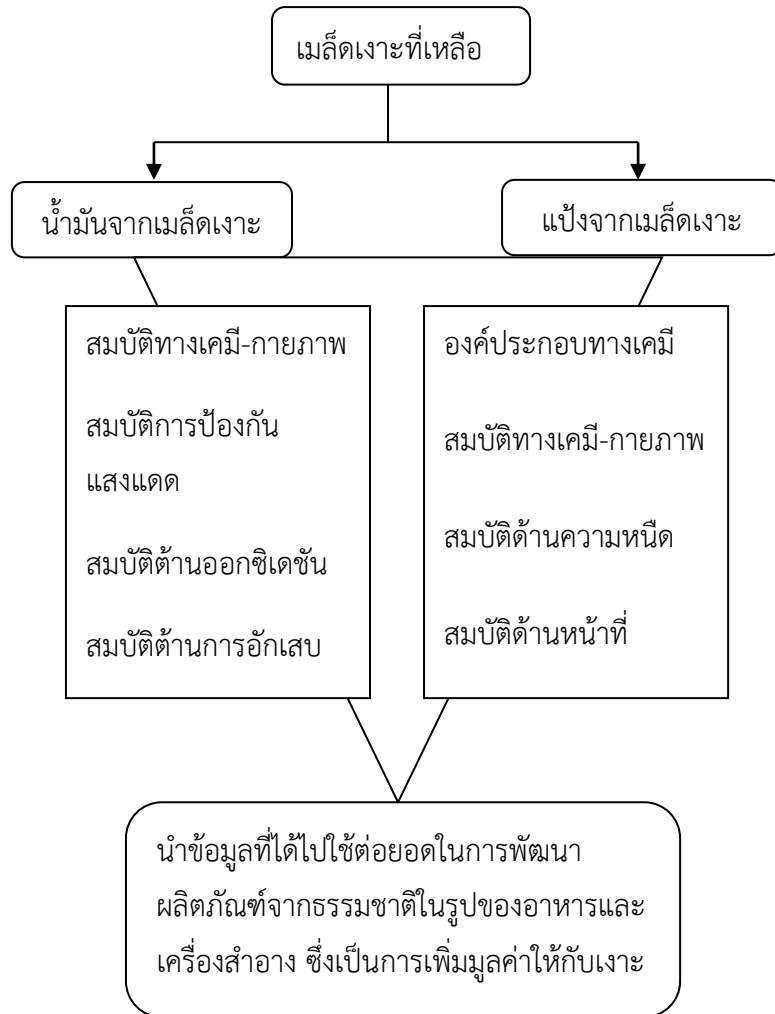 เมล็ดเงาะที่เหลือ
น้ำมันจากเมล็ดเงาะ
แป้งจากเมล็ดเงาะ
สมบัติทางเคมี-กายภาพ
สมบัติการป้องกัน
แสงแดด
สมบัติต้านออกซิเดชัน
สมบัติต้านการอักเสบ
องค์ประกอบทางเคมี
สมบัติทางเคมี-กายภาพ
สมบัติด้านความหนืด
สมบัติด้านหน้าที่
นำข้อมูลที่ได้ไปใช้ต่อยอดในการพัฒนา
ผลิตภัณฑ์จากธรรมชาติในรูปของอาหารและ
เครื่องสำอาง ซึ่งเป็นการเพิ่มมูลค่าให้กับเงาะ